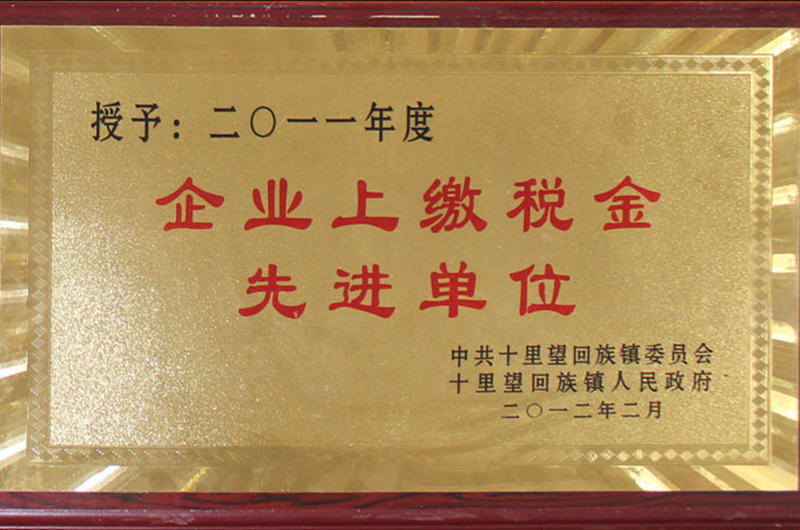 授予：二〇一一年度
企业上缴税金
先进单位
中共十里望回族镇委员会
十里望回族镇人民政府
二〇一二年二月